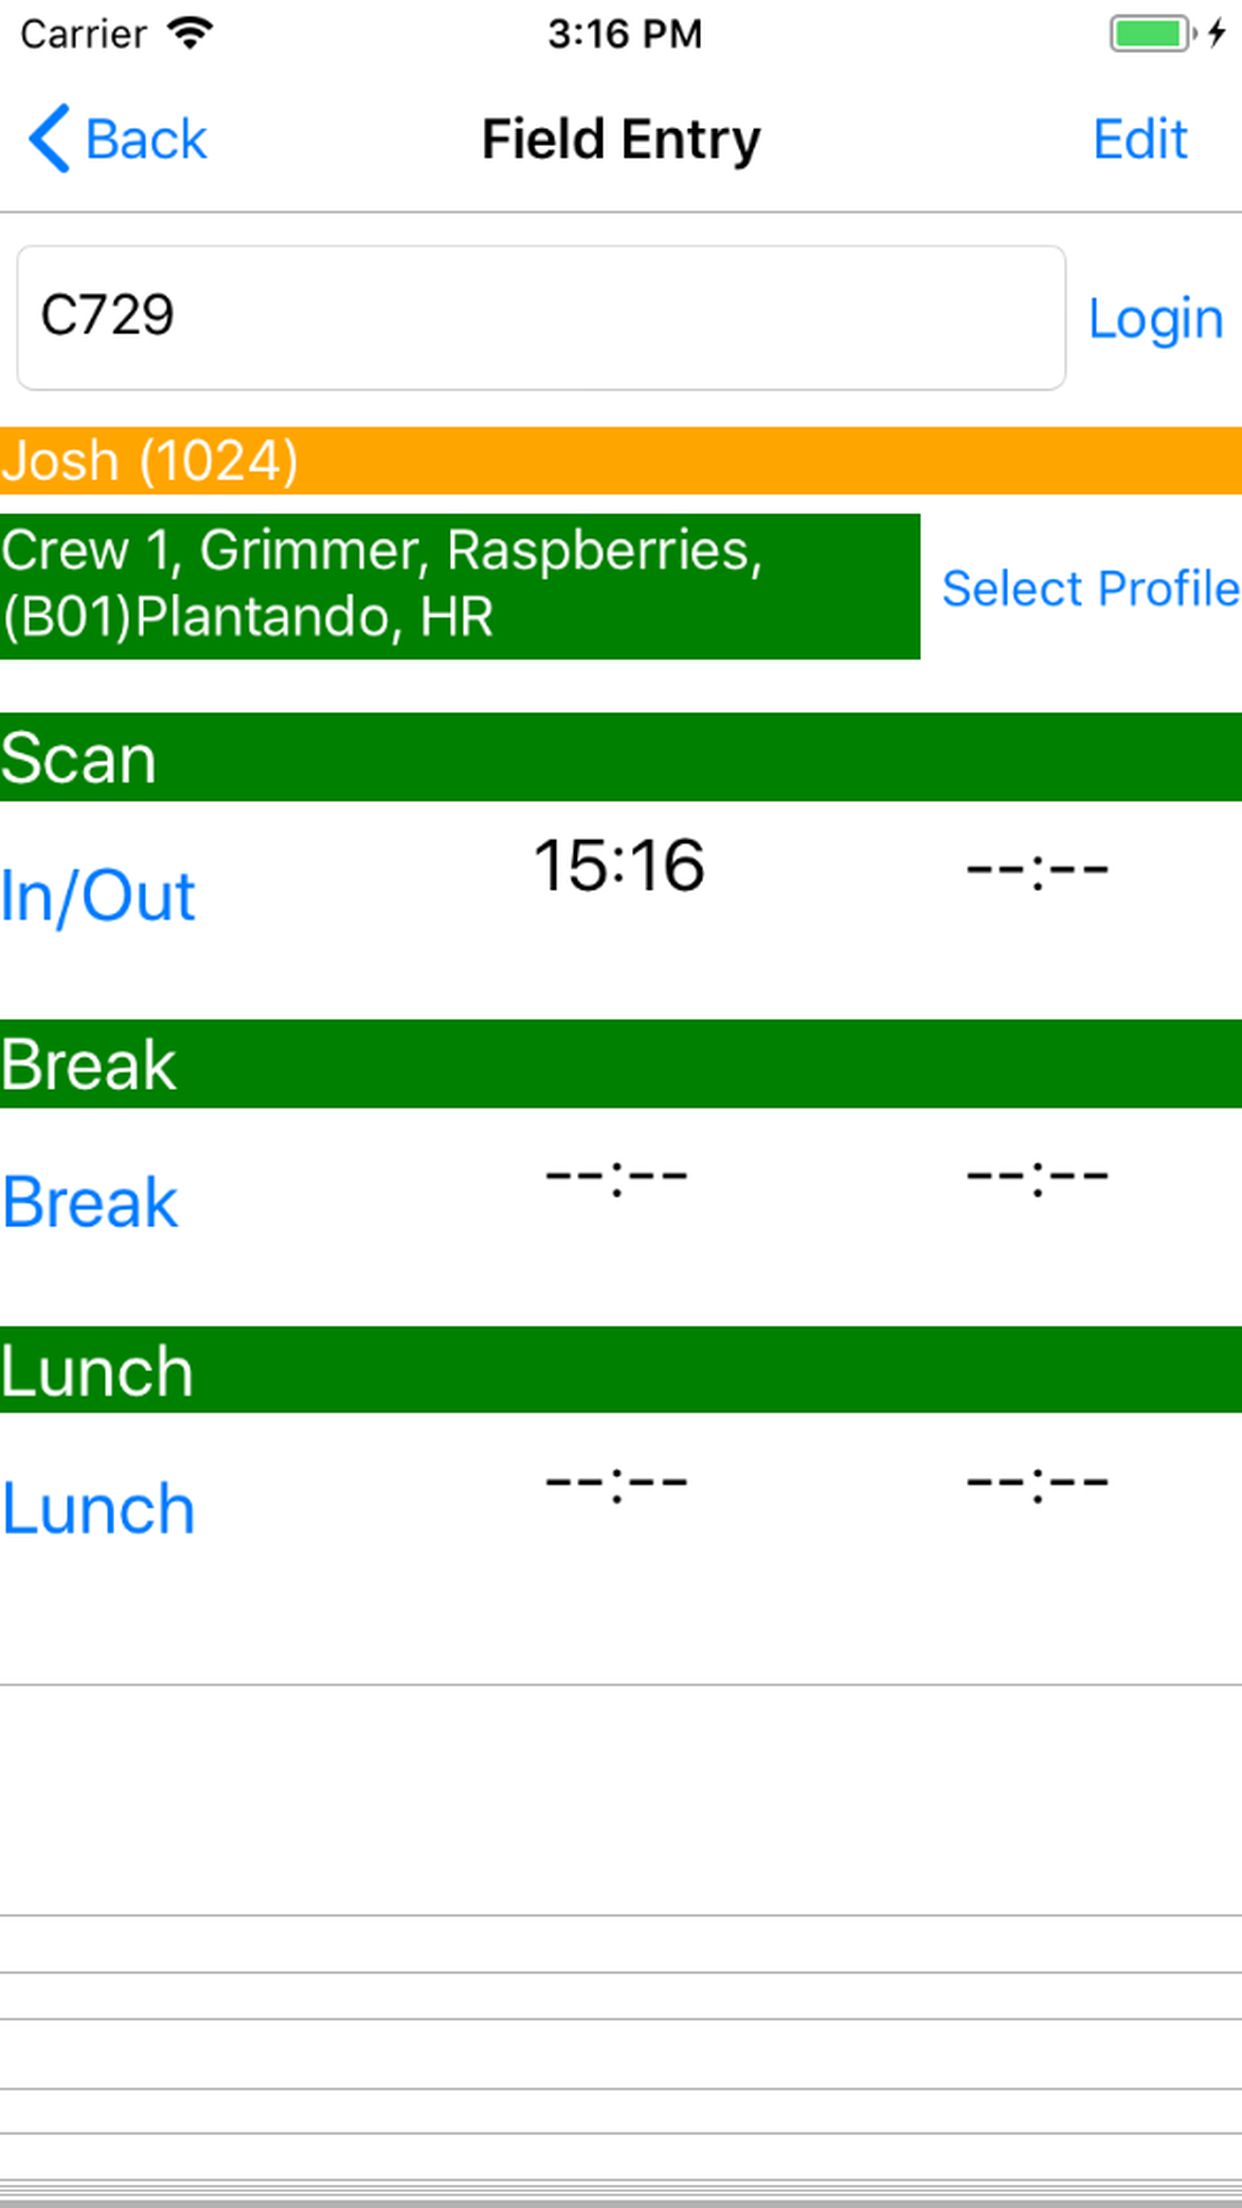 Carrier 3:16 PM
Back Field Entry Edit
C729 Login
Josh (1024)
Crew 1, Grimmer, Raspberries,
(B01)Plantando, HR
Select Profile
Scan
In/Out 15:16 --:--
Break
Break --:-- --:--
Lunch
Lunch --:-- --:--